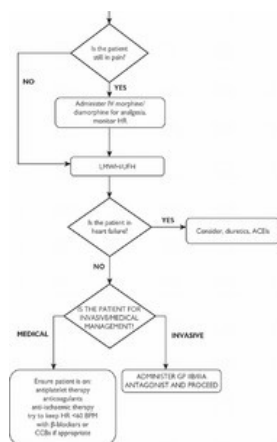 Is the patient
still in pain?
NO
YES
Administer IV morphine/
diamorphine for analgesia,
monitor HR
LMWH/UFH
Is the patient in
heart failure?
YES
Consider, diuretics, ACEIs
NO
IS THE PATIENT FOR
INVASIVE/MEDICAL
MANAGEMENT?
MEDICAL
INVASIVE
Ensure patient is on:
antiplatelet therapy
anticoagulants
anti-ischaemic therapy
try to keep HR <60 BPM
with β-blockers or
CCBs if appropriate
ADMINISTER GP IIB/IIIA
ANTAGONIST AND PROCEED